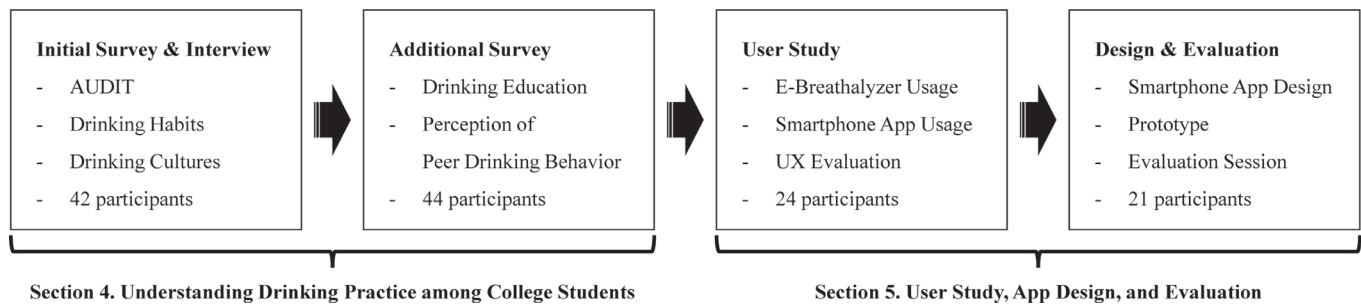 Initial Survey & Interview
- AUDIT
- Drinking Habits
- Drinking Cultures
- 42 participants
Additional Survey
- Drinking Education
- Perception of
Peer Drinking Behavior
- 44 participants
User Study
- E-Breathalyzer Usage
- Smartphone App Usage
- UX Evaluation
- 24 participants
Design & Evaluation
- Smartphone App Design
- Prototype
- Evaluation Session
- 21 participants
Section 4. Understanding Drinking Practice among College Students
Section 5. User Study, App Design, and Evaluation